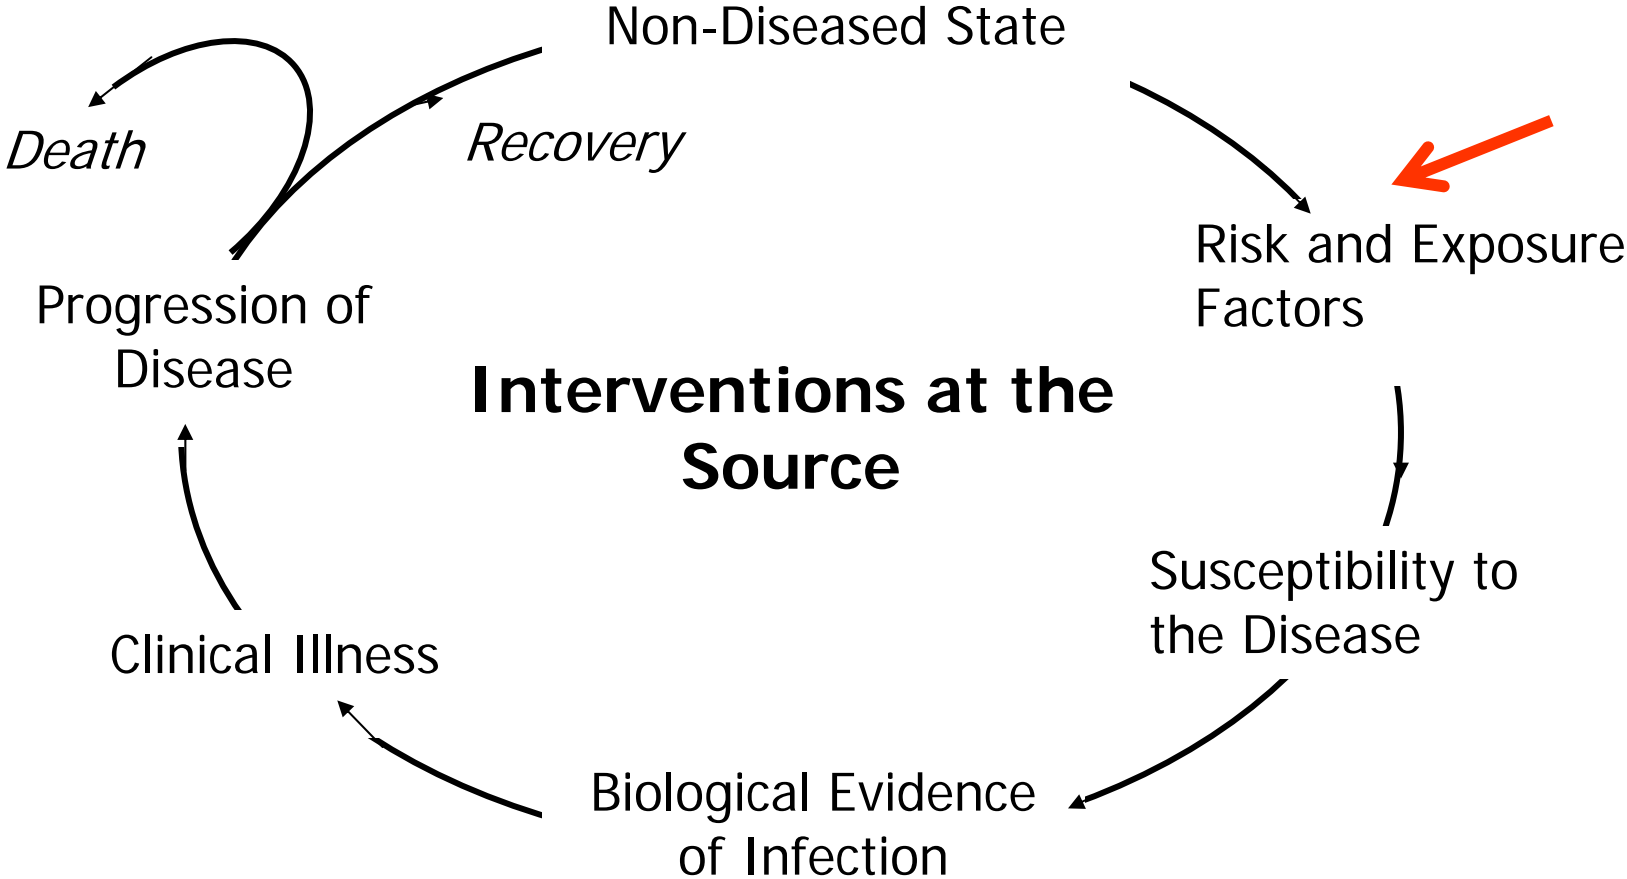 Non-Diseased State
Death
Recovery
Risk and Exposure
Factors
Progression of
Disease
Interventions at the
Source
Susceptibility to
the Disease
Clinical Illness
Biological Evidence
of Infection